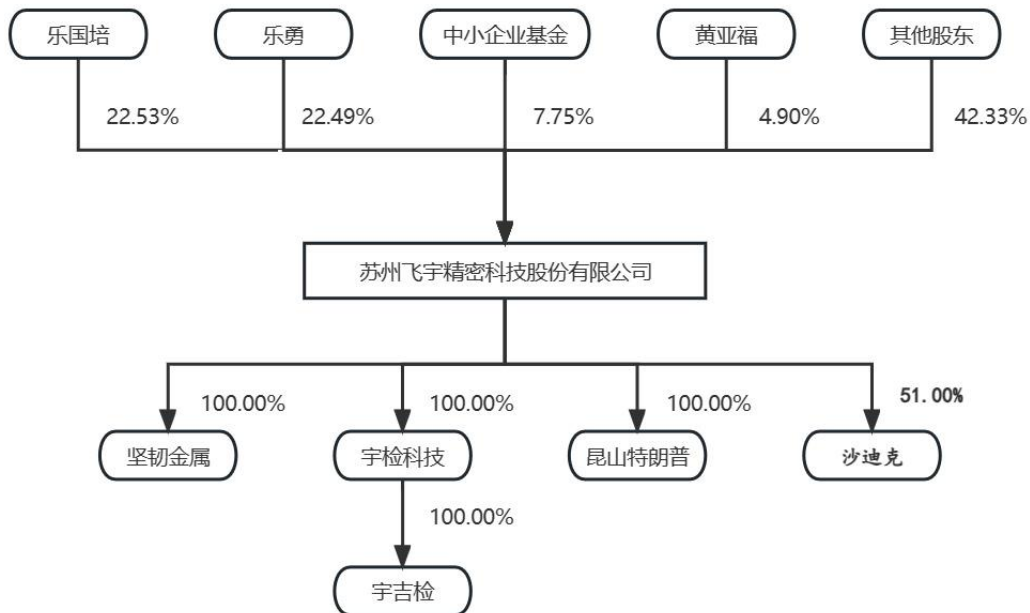 乐国培
乐勇
中小企业基金
黄亚福
其他股东
22.53%
22.49%
7.75%
4.90%
42.33%
苏州飞宇精密科技股份有限公司
100.00%
100.00%
100.00%
51.00%
坚韧金属
宇检科技
昆山特朗普
沙迪克
100.00%
宇吉检